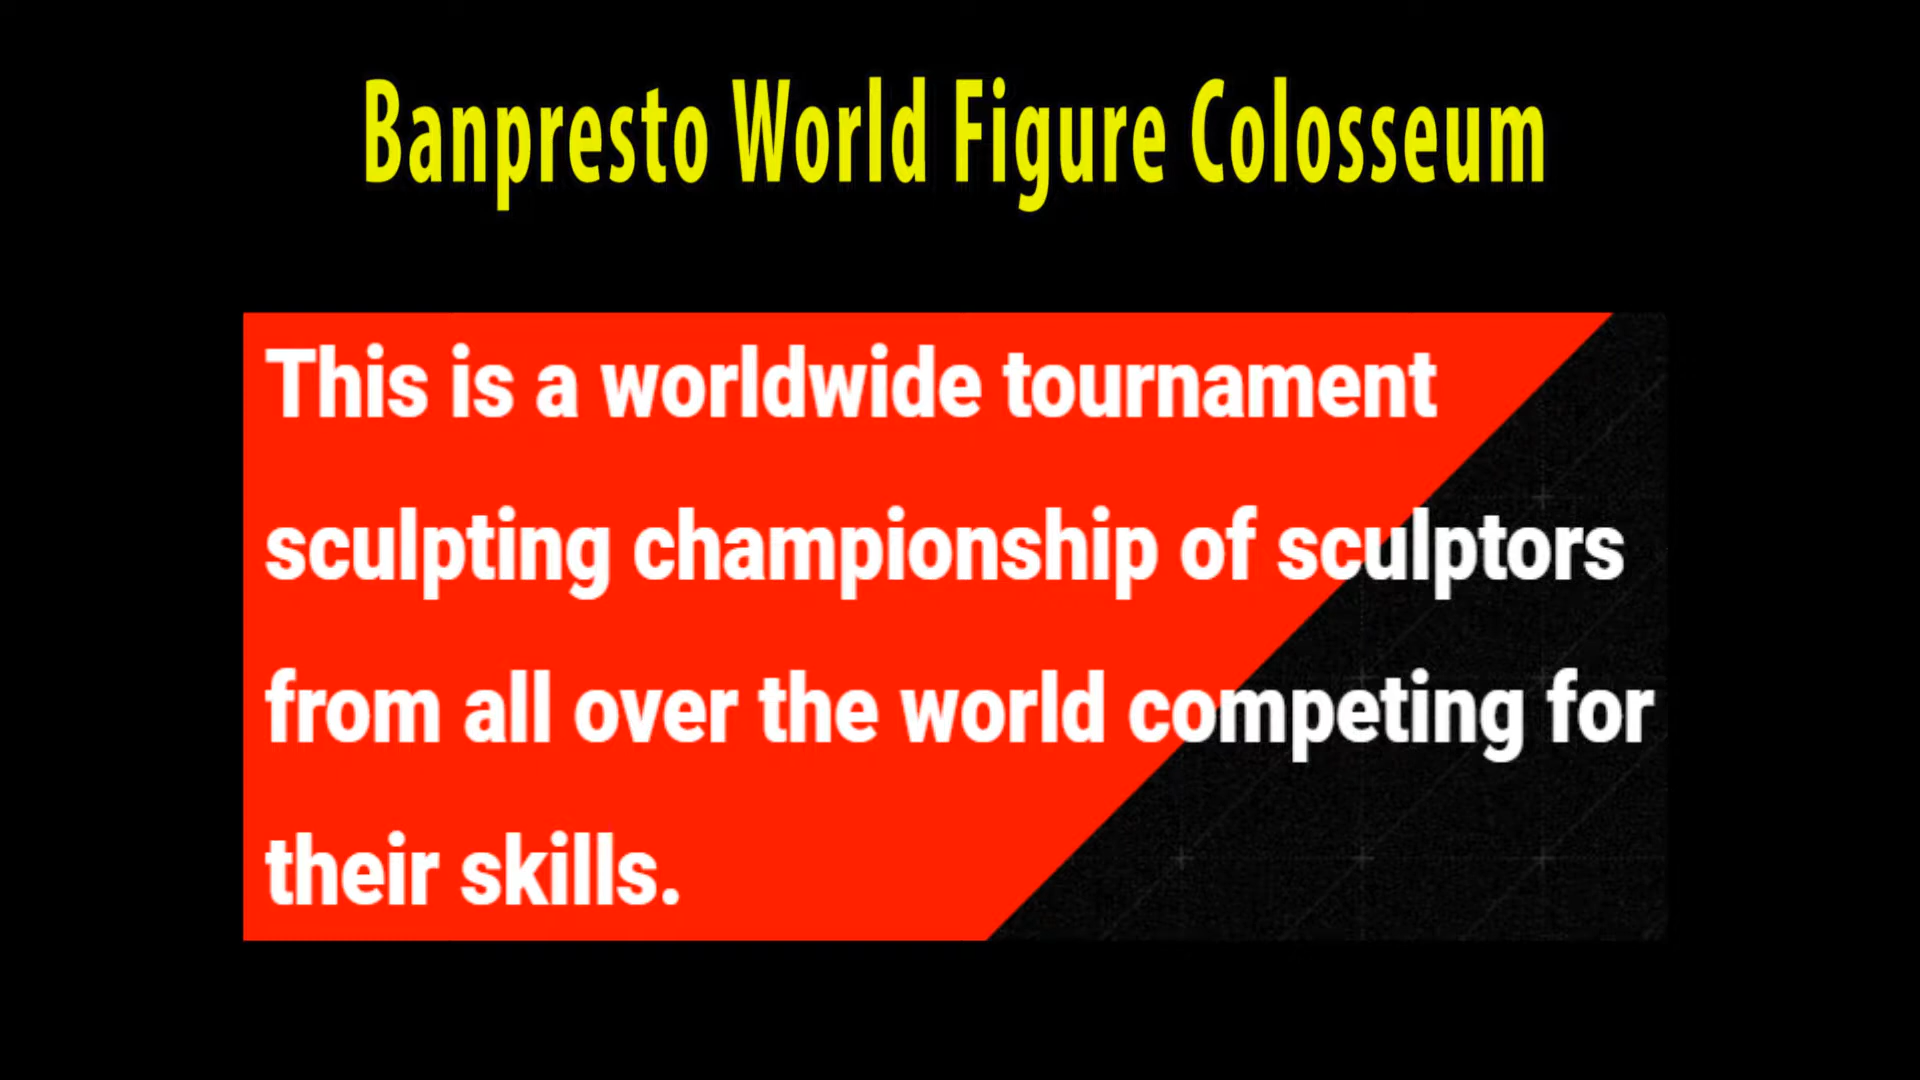 Banpresto World Figure Colosseum
This is a worldwide tournament
sculpting championship of sculptors
from all over the world competing for
their skills.